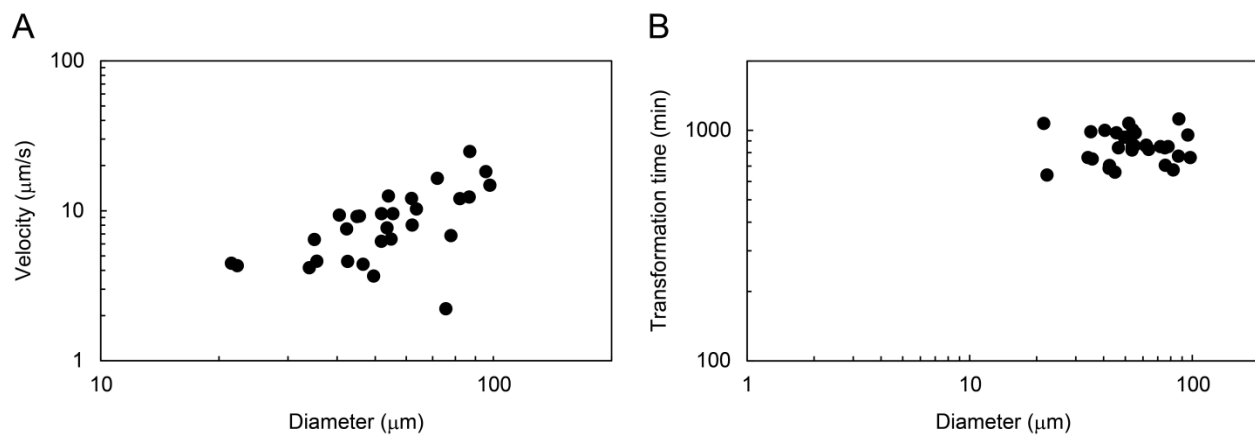 A
100
10
1
Velocity (μm/s)
10
100
Diameter (μm)
B
1000
100
Transformation time (min)
1
10
100
Diameter (μm)